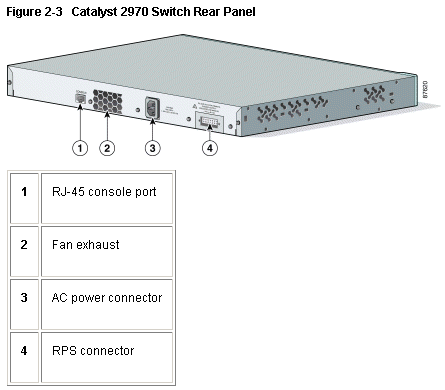 Figure 2-3 Catalyst 2970 Switch Rear Panel
87620
1 2 3 4
1 RJ-45 console port
2 Fan exhaust
3 AC power connector
4 RPS connector